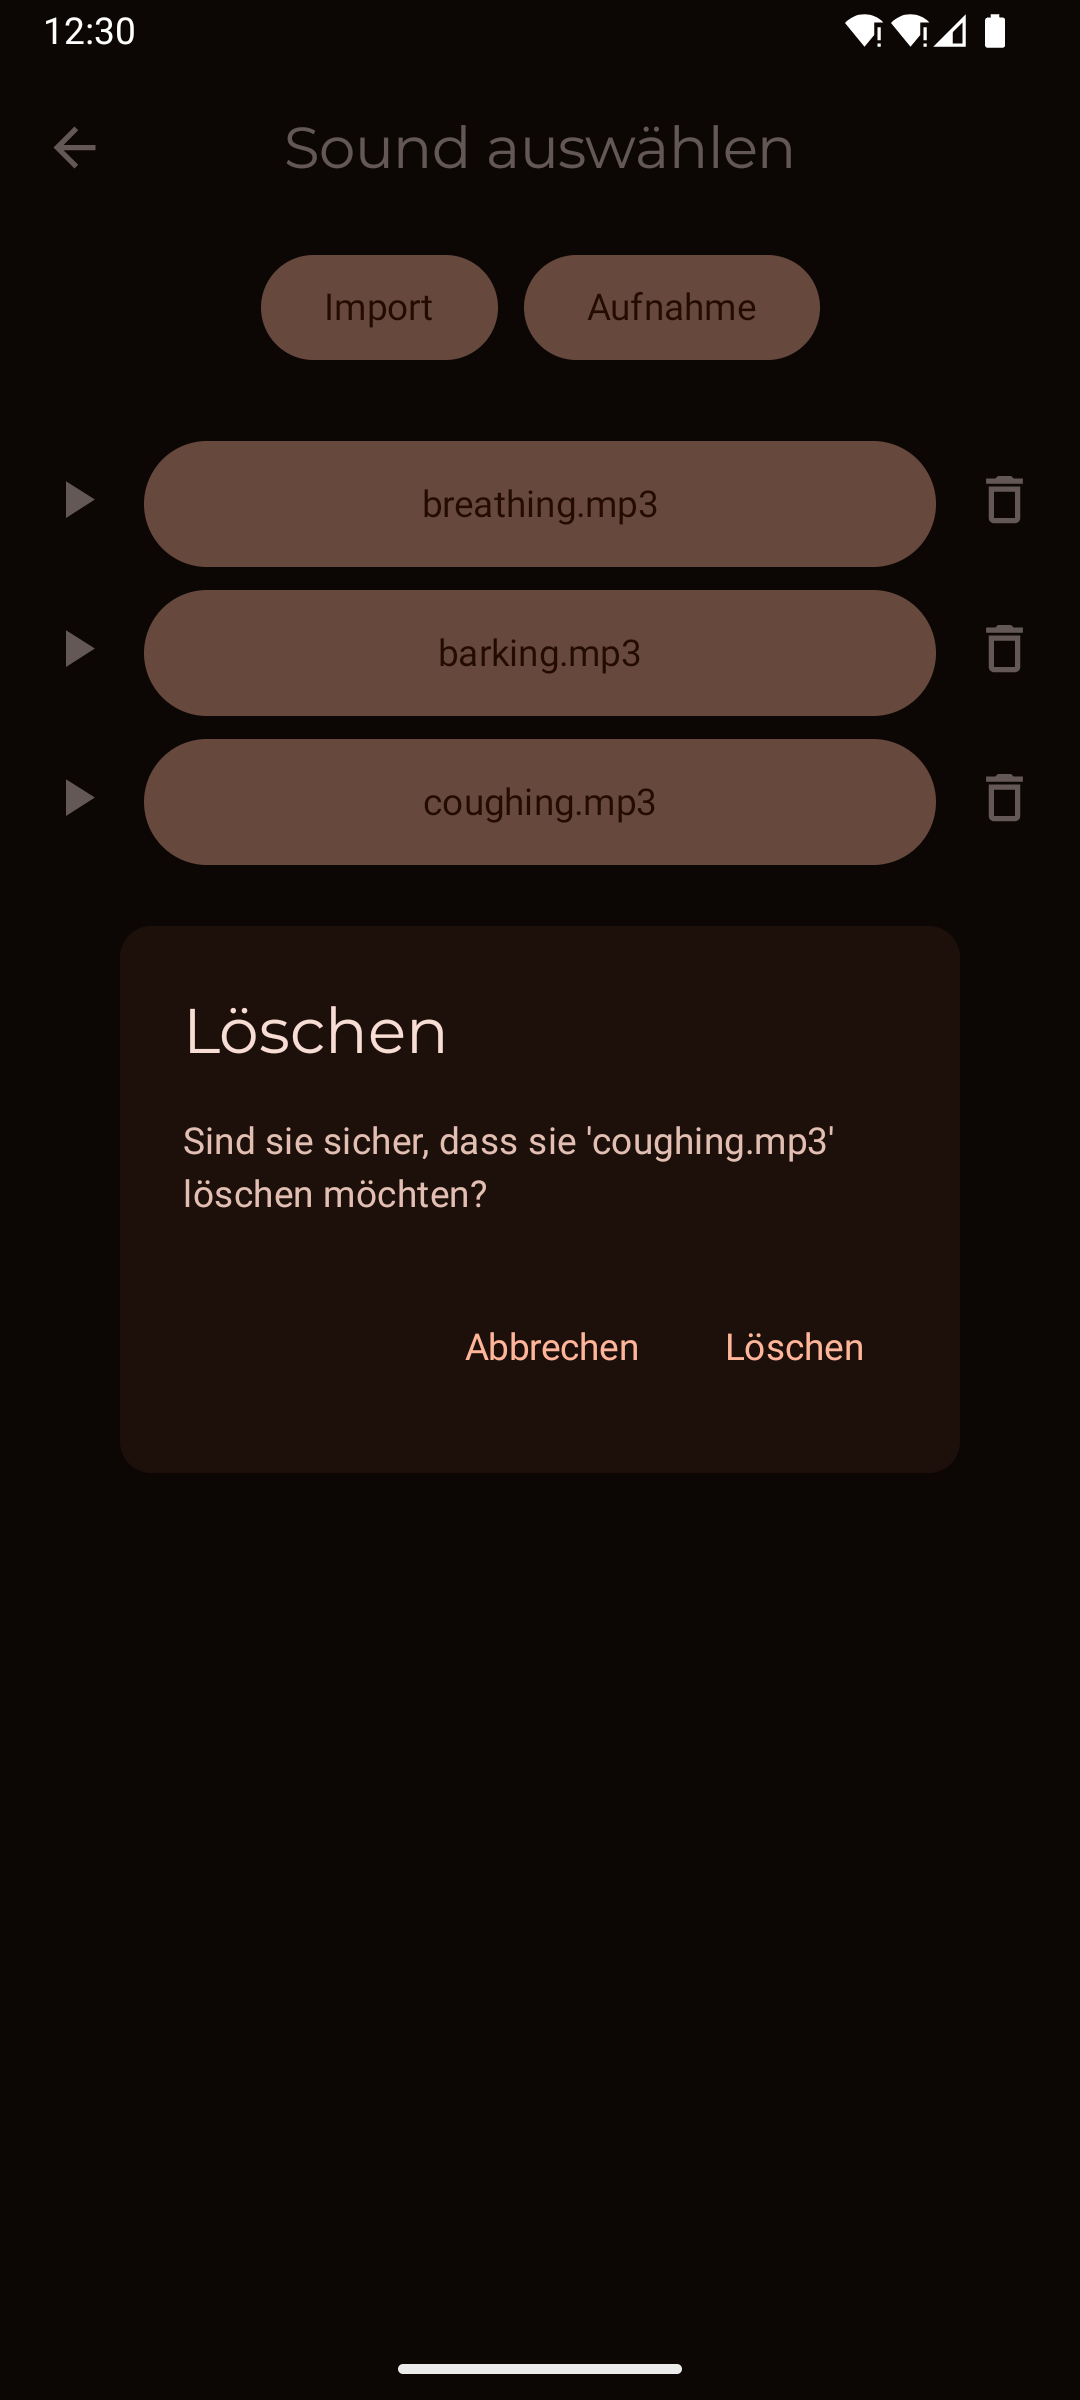 12:30
Sound auswählen
Import
Aufnahme
breathing.mp3
barking.mp3
coughing.mp3
Löschen
Sind sie sicher, dass sie 'coughing.mp3'
löschen möchten?
Abbrechen
Löschen